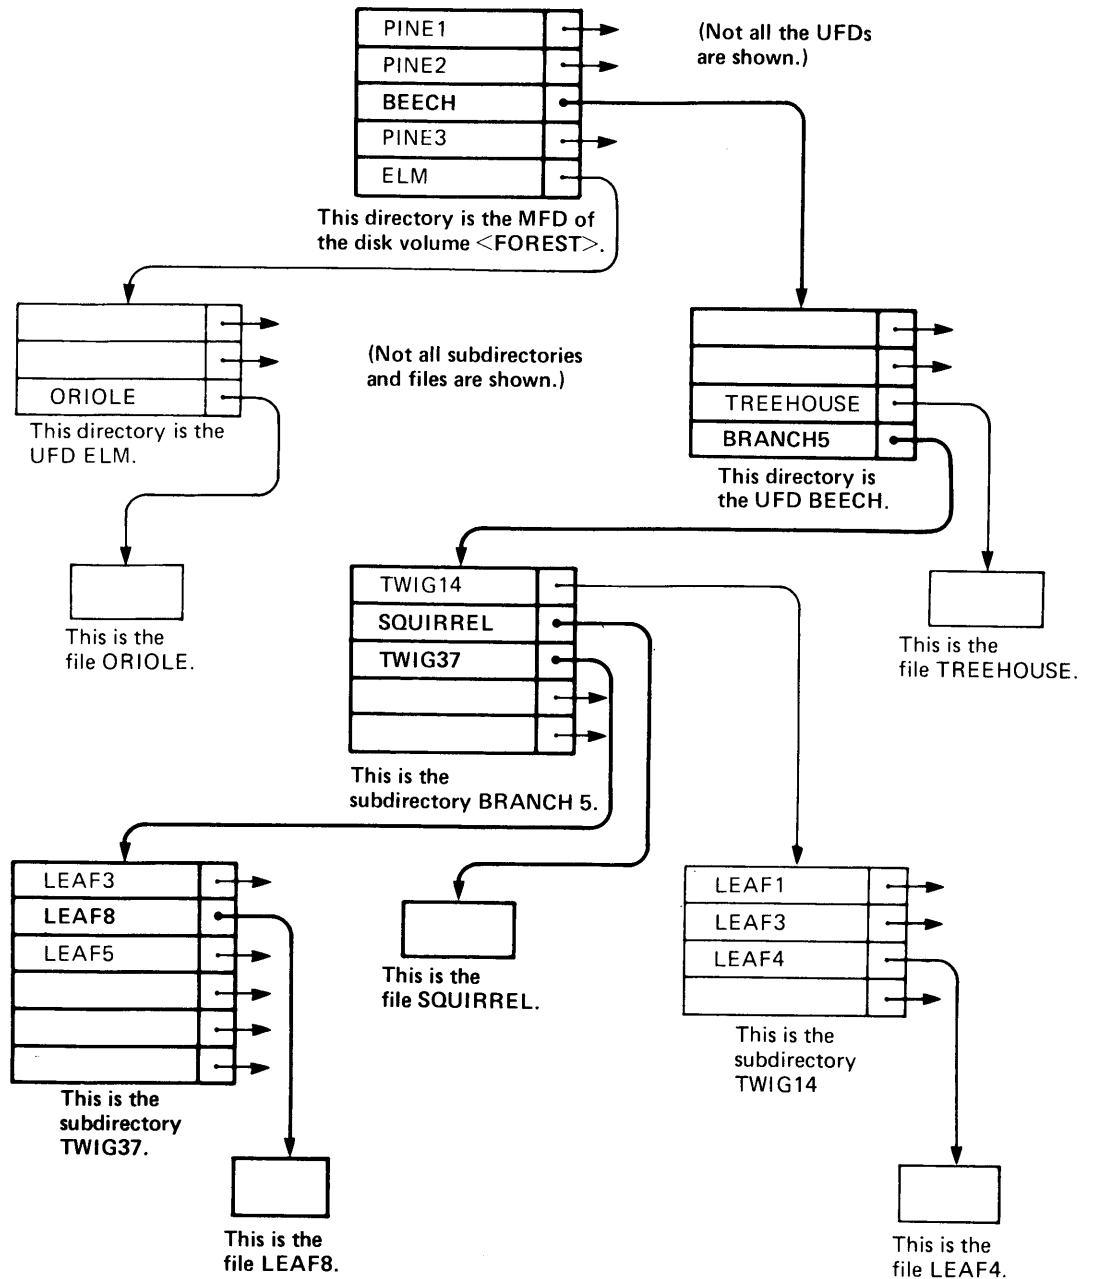 PINE1
(Not all the UFDs
are shown.)
PINE2
BEECH
PINE3
ELM
This directory is the MFD of
the disk volume <FOREST>.
(Not all subdirectories
and files are shown.)
ORIOLE
This directory is the
UFD ELM.
TREEHOUSE
BRANCH5
This directory is
the UFD BEECH.
This is the
file ORIOLE.
TWIG14
SQUIRREL
TWIG37
This is the
subdirectory BRANCH 5.
This is the
file TREEHOUSE.
LEAF3
LEAF8
LEAF5
This is the
subdirectory
TWIG37.
This is the
file SQUIRREL.
LEAF1
LEAF3
LEAF4
This is the
subdirectory
TWIG14
This is the
file LEAF8.
This is the
file LEAF4.